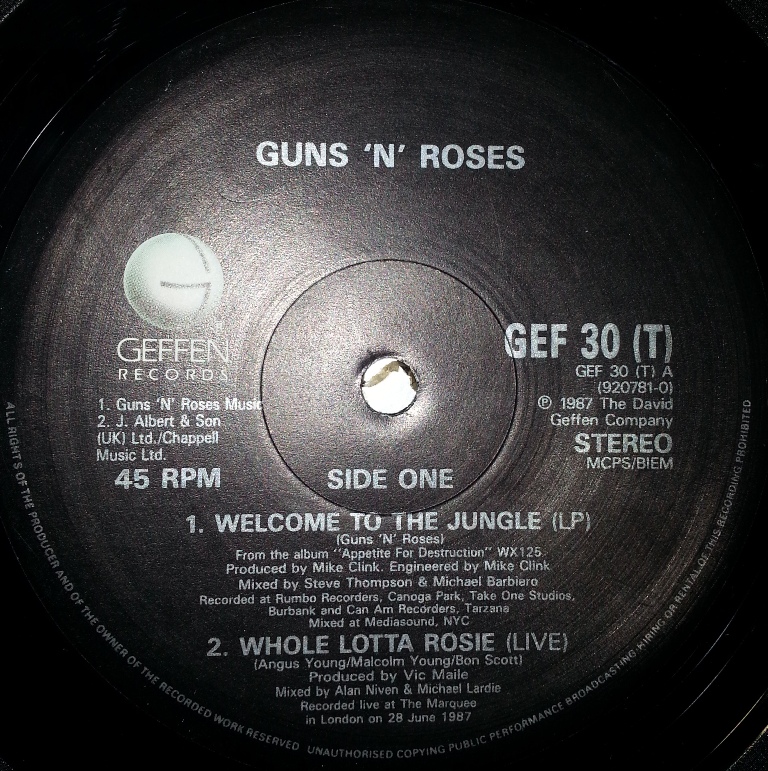 GUNS 'N' ROSES
GEFFEN
RECORDS
1. Guns 'N' Roses Music
2. J. Albert & Son
(UK) Ltd./Chappell
Music Ltd.
45 RPM
GEF 30 (T)
GEF 30 (T) A
(920781-0)
℗ 1987 The David
Geffen Company
STEREO
MCPS/BIEM
SIDE ONE
1. WELCOME TO THE JUNGLE (LP)
(Guns 'N' Roses)
From the album "Appetite For Destruction" WX125
Produced by Mike Clink. Engineered by Mike Clink
Mixed by Steve Thompson & Michael Barbiero
Recorded at Rumbo Recorders, Canoga Park, Take One Studios,
Burbank and Can Am Recorders, Tarzana
Mixed at Mediasound, NYC
2. WHOLE LOTTA ROSIE (LIVE)
(Angus Young/Malcolm Young/Bon Scott)
Produced by Vic Maile
Mixed by Alan Niven & Michael Lardie
Recorded live at The Marquee
in London on 28 June 1987
ALL RIGHTS OF THE PRODUCER AND OF THE OWNER OF THE RECORDED WORK RESERVED UNAUTHORISED COPYING PUBLIC PERFORMANCE BROADCASTING HIRING OR RENTAL OF THIS RECORDING PROHIBITED